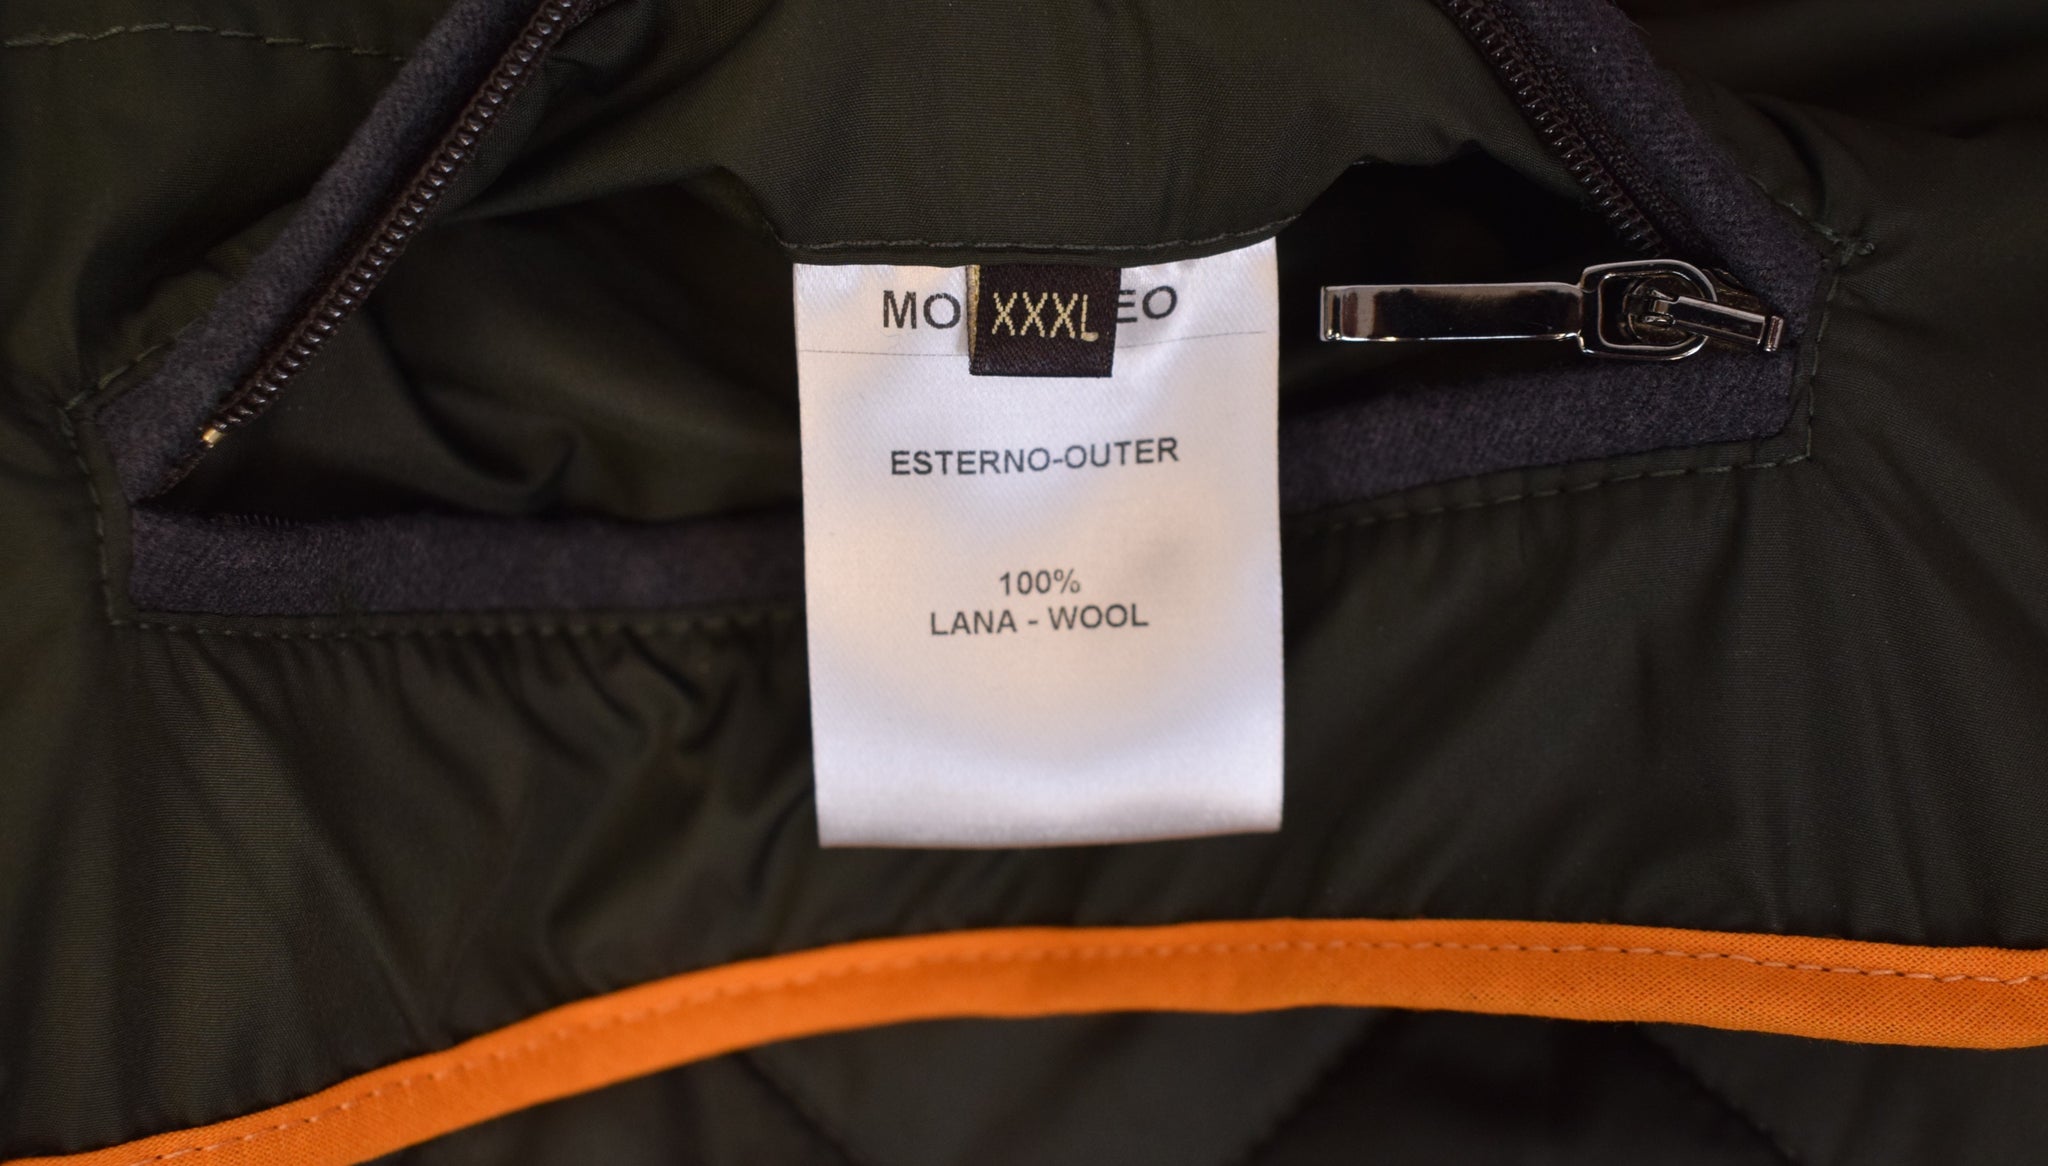 MO
XXXL
EO
ESTERNO-OUTER
100%
LANA - WOOL